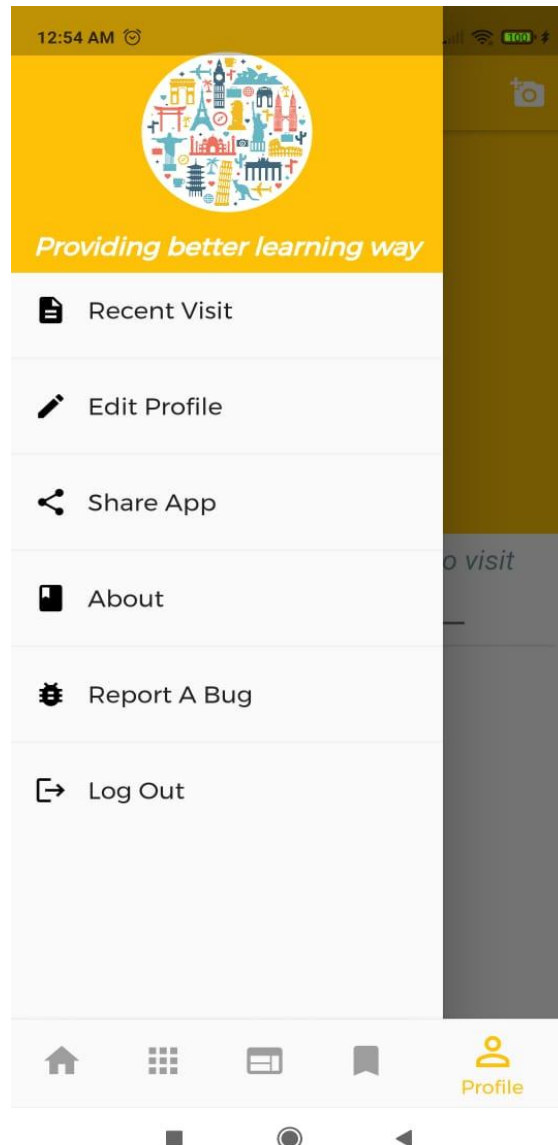 12:54 AM
100
Providing better learning way
Recent Visit
Edit Profile
Share App
o visit
About
Report A Bug
Log Out
Profile